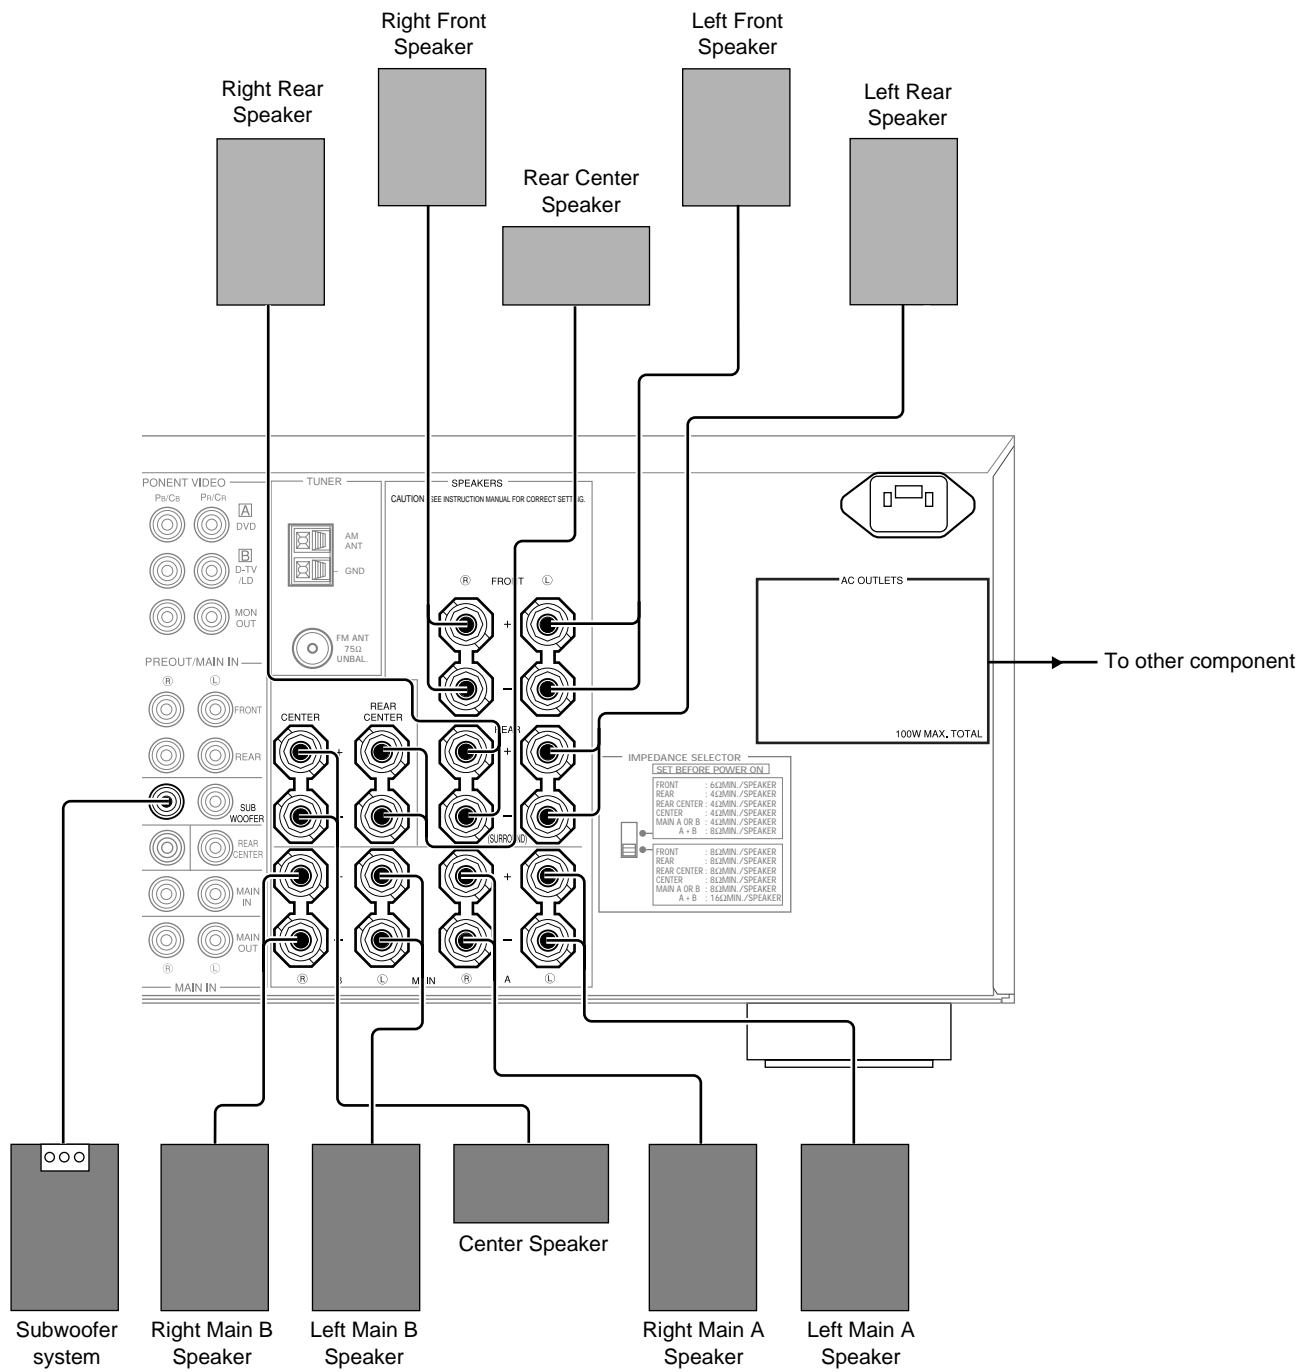 Right Front
Speaker
Left Front
Speaker
Right Rear
Speaker
Left Rear
Speaker
Rear Center
Speaker
PONENT VIDEO
PB/CB
PR/CR
A
DVD
B
D-TV
/LD
MON
OUT
TUNER
AM
ANT
GND
FM ANT
75Ω
UNBAL.
SPEAKERS
CAUTION SEE INSTRUCTION MANUAL FOR CORRECT SETTING.
R FRONT L
+
–
AC OUTLETS
100W MAX. TOTAL
To other component
PREOUT/MAIN IN
R L
FRONT
REAR
SUB
WOOFER
REAR
CENTER
MAIN
IN
MAIN
OUT
R L
MAIN IN
CENTER
REAR
CENTER
+
–
REAR
+
–
(SURROUND)
+
–
R B L MAIN R A L
IMPEDANCE SELECTOR
SET BEFORE POWER ON
FRONT : 6ΩMIN./SPEAKER
REAR : 4ΩMIN./SPEAKER
REAR CENTER : 4ΩMIN./SPEAKER
CENTER : 4ΩMIN./SPEAKER
MAIN A OR B : 4ΩMIN./SPEAKER
A + B : 8ΩMIN./SPEAKER
FRONT : 8ΩMIN./SPEAKER
REAR : 8ΩMIN./SPEAKER
REAR CENTER : 8ΩMIN./SPEAKER
CENTER : 8ΩMIN./SPEAKER
MAIN A OR B : 8ΩMIN./SPEAKER
A + B : 16ΩMIN./SPEAKER
Center Speaker
Subwoofer
system
Right Main B
Speaker
Left Main B
Speaker
Right Main A
Speaker
Left Main A
Speaker